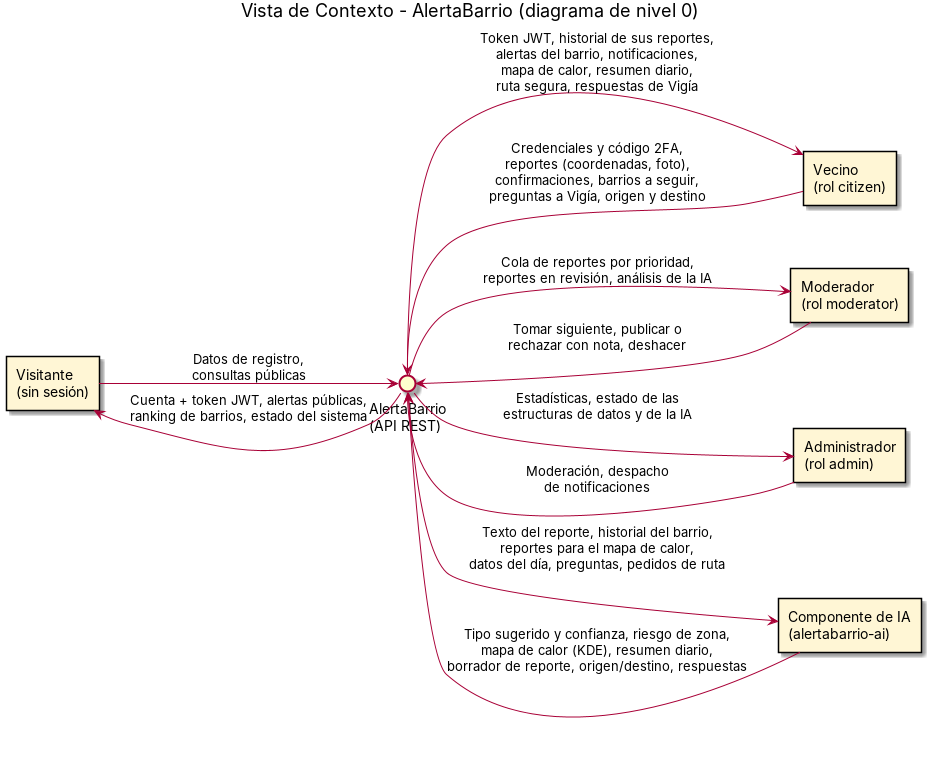 Vista de Contexto - AlertaBarrio (diagrama de nivel 0)
Token JWT, historial de sus reportes,
alertas del barrio, notificaciones,
mapa de calor, resumen diario,
ruta segura, respuestas de Vigía
Credenciales y código 2FA,
reportes (coordenadas, foto),
confirmaciones, barrios a seguir,
preguntas a Vigía, origen y destino
Vecino
(rol citizen)
Cola de reportes por prioridad,
reportes en revisión, análisis de la IA
Moderador
(rol moderator)
Tomar siguiente, publicar o
rechazar con nota, deshacer
Visitante
(sin sesión)
Datos de registro,
consultas públicas
Cuenta + token JWT, alertas públicas,
ranking de barrios, estado del sistema
AlertaBarrio
(API REST)
Estadísticas, estado de las
estructuras de datos y de la IA
Administrador
(rol admin)
Moderación, despacho
de notificaciones
Texto del reporte, historial del barrio,
reportes para el mapa de calor,
datos del día, preguntas, pedidos de ruta
Componente de IA
(alertabarrio-ai)
Tipo sugerido y confianza, riesgo de zona,
mapa de calor (KDE), resumen diario,
borrador de reporte, origen/destino, respuestas